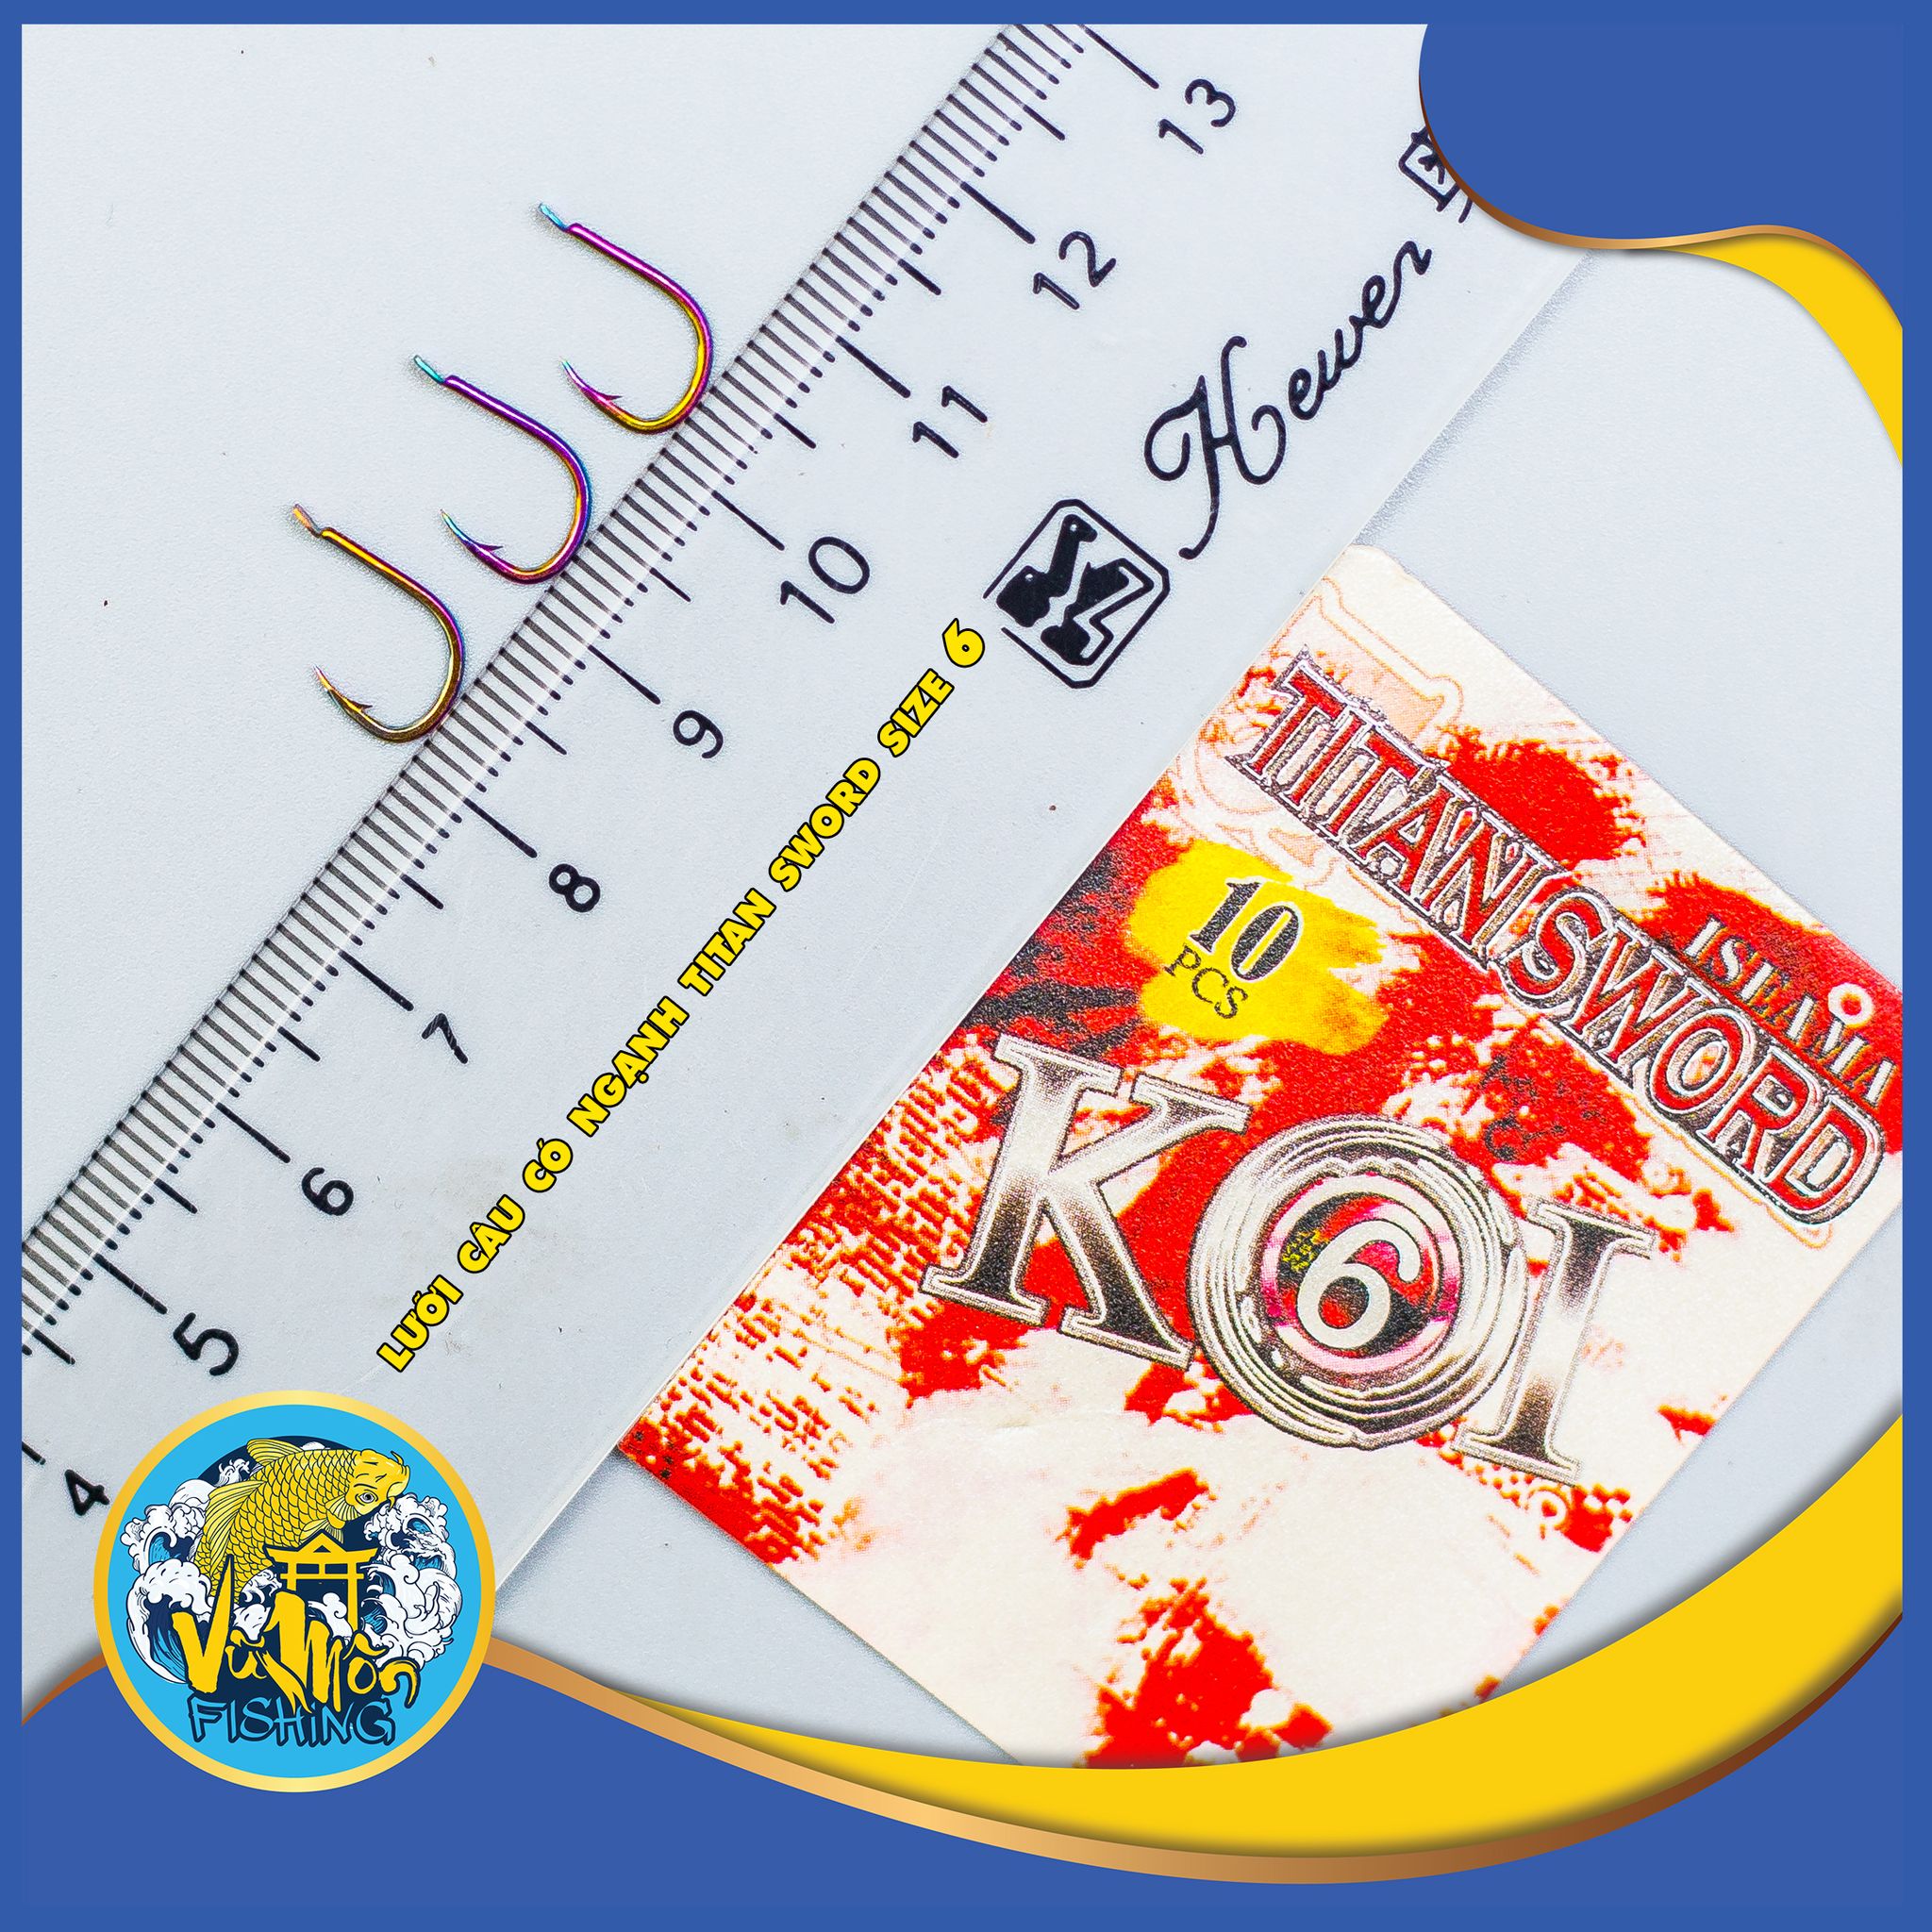 13
12
11
10
9
8
7
6
5
4
Hewer
LƯỠI CÂU CÓ NGẠNH TITAN SWORD SIZE 6
TITAN SWORD
ISEAMA
10
PCS
KOI
6
Vũ Môn
FISHING